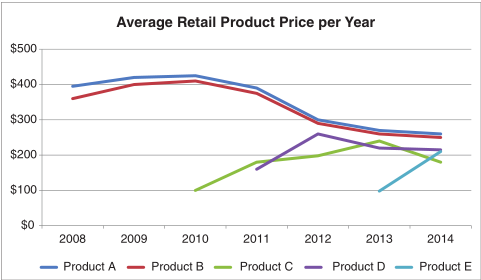 Average Retail Product Price per Year
$500
$400
$300
$200
$100
$0
2008 2009 2010 2011 2012 2013 2014
Product A Product B Product C Product D Product E